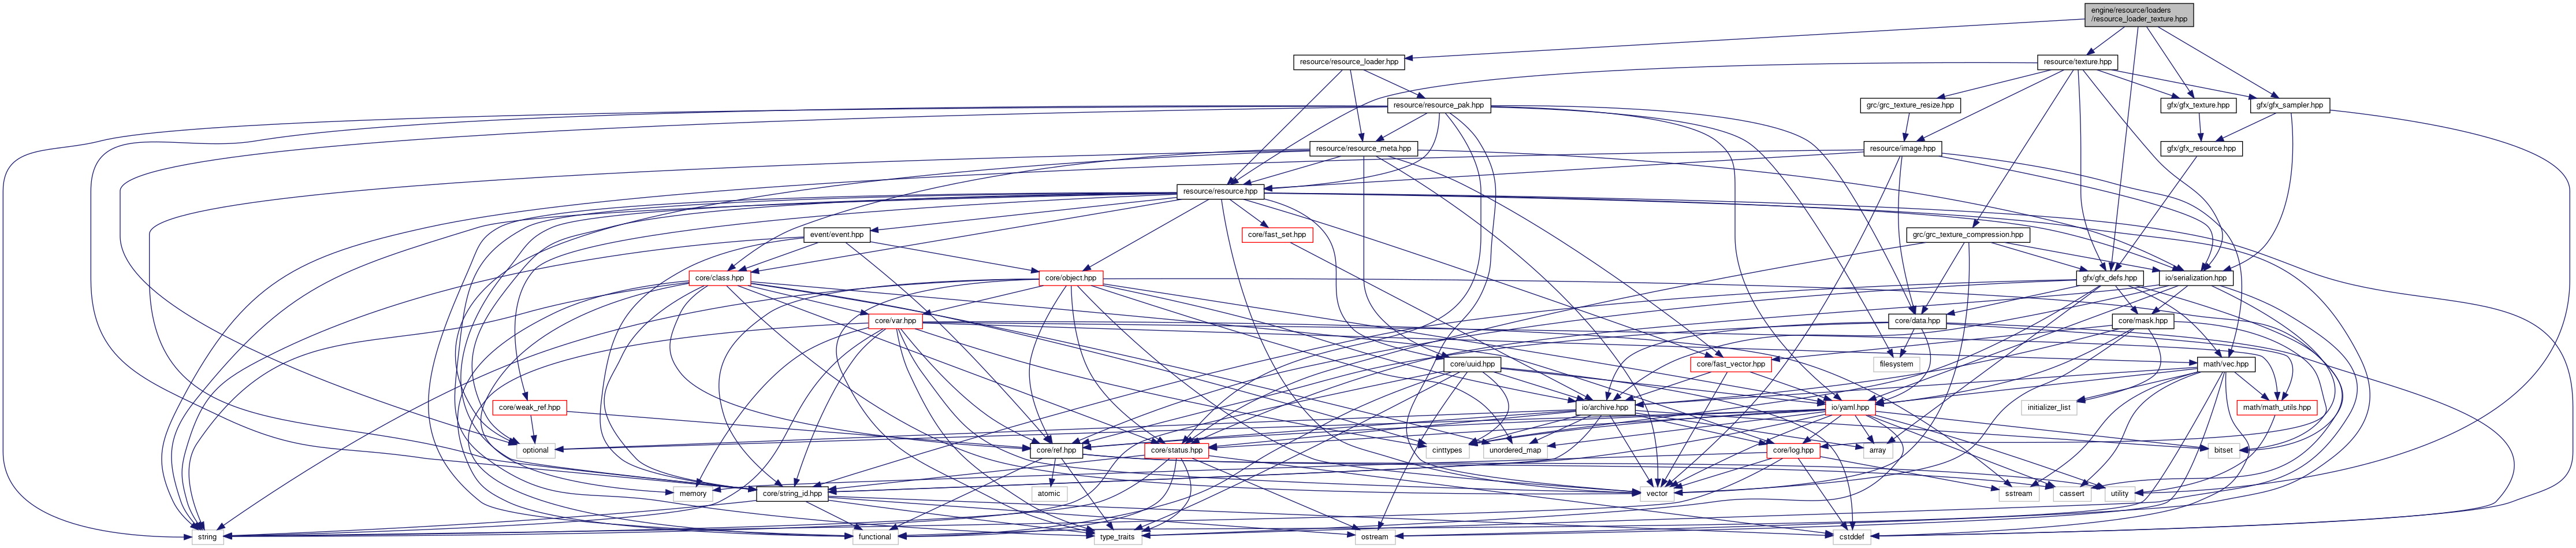 engine/resource/loaders
/resource_loader_texture.hpp
resource/resource_loader.hpp
resource/texture.hpp
resource/resource_pak.hpp
grc/grc_texture_resize.hpp
gfx/gfx_texture.hpp
gfx/gfx_sampler.hpp
resource/resource_meta.hpp
resource/image.hpp
gfx/gfx_resource.hpp
resource/resource.hpp
event/event.hpp
core/fast_set.hpp
grc/grc_texture_compression.hpp
core/class.hpp
core/object.hpp
gfx/gfx_defs.hpp
io/serialization.hpp
core/var.hpp
core/data.hpp
core/mask.hpp
core/uuid.hpp
core/fast_vector.hpp
filesystem
math/vec.hpp
core/weak_ref.hpp
io/archive.hpp
io/yaml.hpp
initializer_list
math/math_utils.hpp
optional
core/ref.hpp
core/status.hpp
cinttypes
unordered_map
core/log.hpp
array
bitset
memory
core/string_id.hpp
atomic
vector
sstream
cassert
utility
string
functional
type_traits
ostream
cstddef